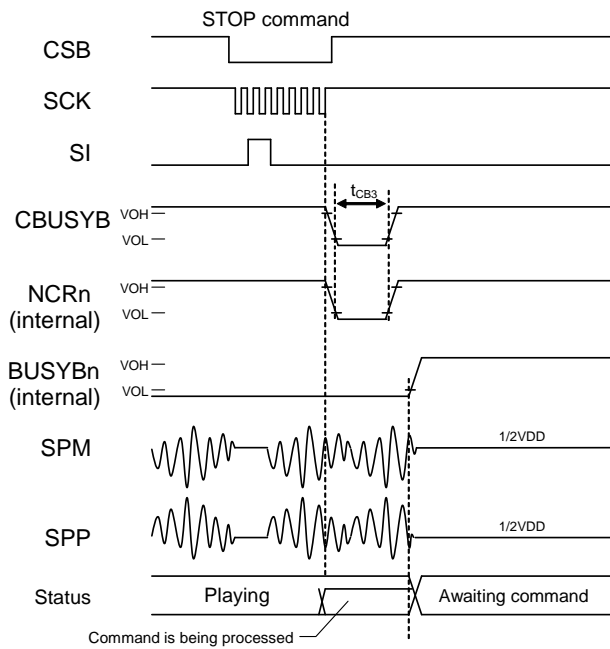 STOP command
CSB
SCK
SI
tCB3
CBUSYB
VOH
VOL
NCRn
(internal)
VOH
VOL
BUSYBn
(internal)
VOH
VOL
SPM
1/2VDD
SPP
1/2VDD
Status
Playing
Awaiting command
Command is being processed